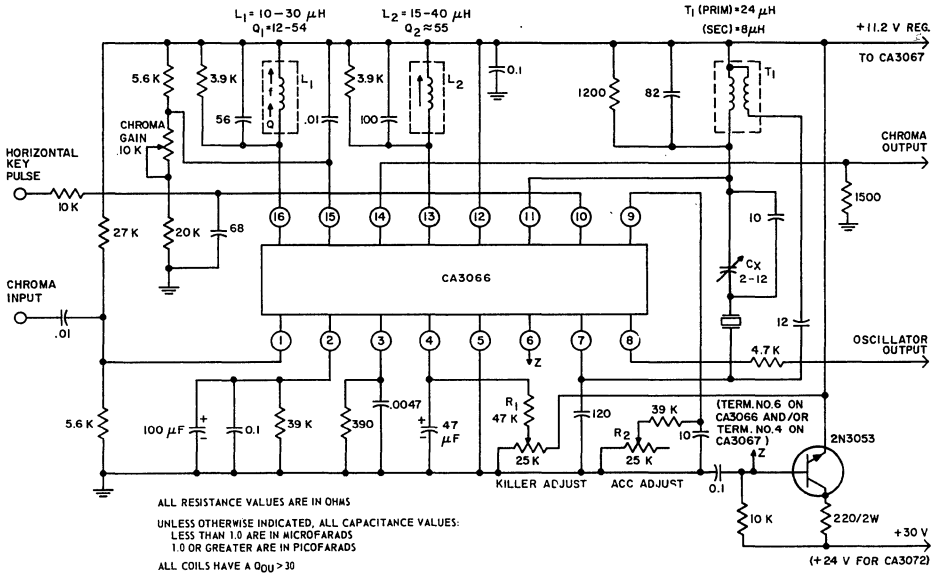 L1 = 10–30 µH
Q1 = 12-54
L2 = 15-40 µH
Q2 ≈ 55
T1 (PRIM) = 24 µH
(SEC) = 8µH
+11.2 V REG.
TO CA3067
5.6 K
3.9 K
56
f
Q
L1
.01
3.9 K
100
L2
0.1
1200
82
T1
CHROMA
GAIN
10 K
CHROMA
OUTPUT
HORIZONTAL
KEY
PULSE
10 K
1500
27 K
20 K
68
16
15
14
13
12
11
10
9
10
CA3066
CX
2-12
CHROMA
INPUT
.01
12
1
2
3
4
5
6
7
8
Z
4.7 K
OSCILLATOR
OUTPUT
5.6 K
+
100 µF
–
0.1
39 K
390
.0047
+
47
µF
–
R1
47 K
25 K
KILLER ADJUST
120
R2
25 K
39 K
10
ACC ADJUST
(TERM. NO. 6 ON
CA3066 AND/OR
TERM. NO. 4 ON
CA3067 )
Z
2N3053
0.1
10 K
220/2W
+30 V
(+24 V FOR CA3072)
ALL RESISTANCE VALUES ARE IN OHMS
UNLESS OTHERWISE INDICATED, ALL CAPACITANCE VALUES:
LESS THAN 1.0 ARE IN MICROFARADS
1.0 OR GREATER ARE IN PICOFARADS
ALL COILS HAVE A QOU > 30